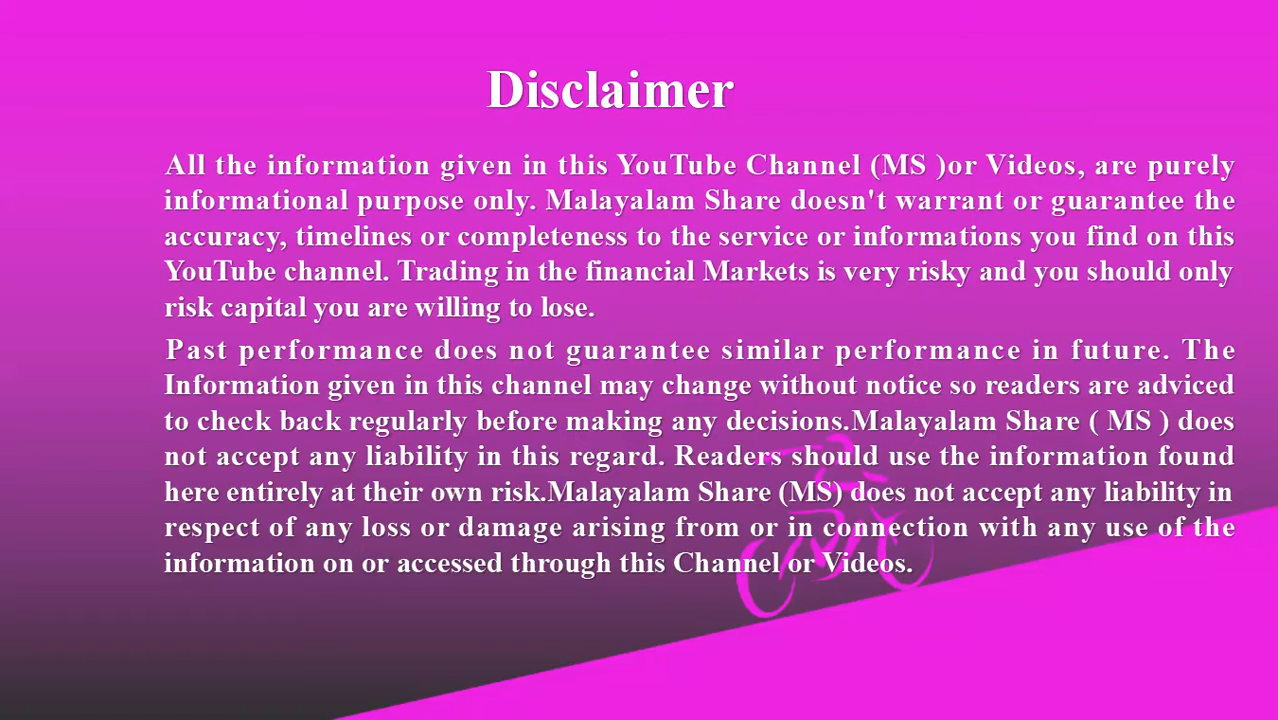 Disclaimer
All the information given in this YouTube Channel (MS )or Videos, are purely
informational purpose only. Malayalam Share doesn't warrant or guarantee the
accuracy, timelines or completeness to the service or informations you find on this
YouTube channel. Trading in the financial Markets is very risky and you should only
risk capital you are willing to lose.
Past performance does not guarantee similar performance in future. The
Information given in this channel may change without notice so readers are adviced
to check back regularly before making any decisions.Malayalam Share ( MS ) does
not accept any liability in this regard. Readers should use the information found
here entirely at their own risk.Malayalam Share (MS) does not accept any liability in
respect of any loss or damage arising from or in connection with any use of the
information on or accessed through this Channel or Videos.